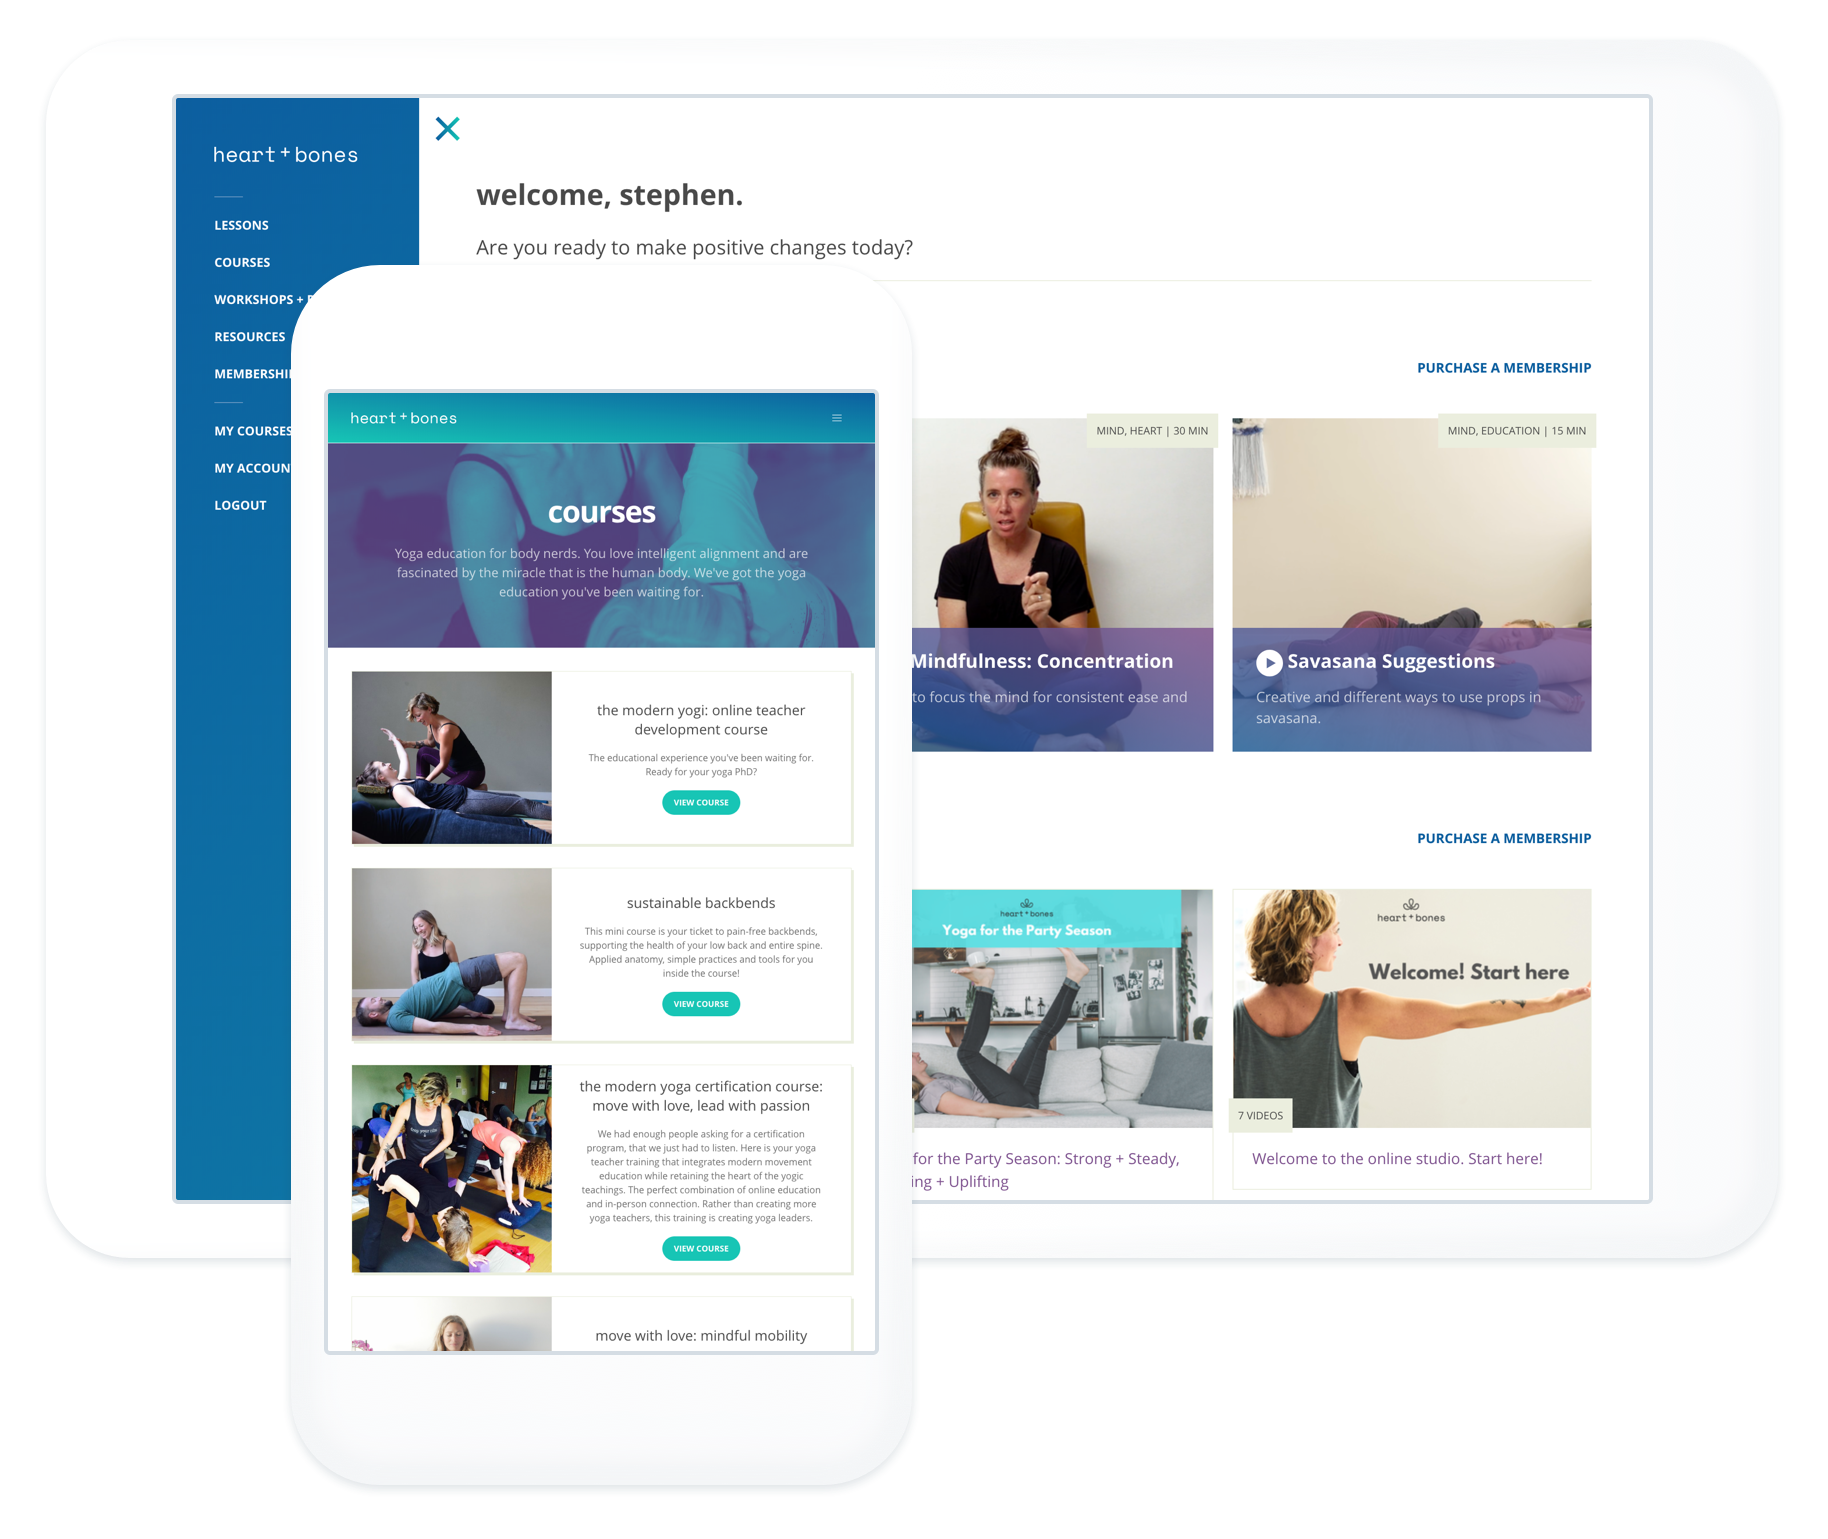 heart + bones
LESSONS
COURSES
WORKSHOPS +
RESOURCES
MY COURSES
LOGOUT
welcome, stephen.
Are you ready to make positive changes today?
PURCHASE A MEMBERSHIP
MIND, HEART | 30 MIN
Mindfulness: Concentration
to focus the mind for consistent ease and
MIND, EDUCATION | 15 MIN
Savasana Suggestions
Creative and different ways to use props in
savasana.
PURCHASE A MEMBERSHIP
heart + bones
Yoga for the Party Season
for the Party Season: Strong + Steady,
+ Uplifting
heart + bones
Welcome! Start here
7 VIDEOS
Welcome to the online studio. Start here!
heart + bones
courses
Yoga education for body nerds. You love intelligent alignment and are
fascinated by the miracle that is the human body. We've got the yoga
education you've been waiting for.
the modern yogi: online teacher
development course
The educational experience you've been waiting for.
Ready for your yoga PhD?
VIEW COURSE
sustainable backbends
This mini course is your ticket to pain-free backbends,
supporting the health of your low back and entire spine.
Applied anatomy, simple practices and tools for you
inside the course!
VIEW COURSE
the modern yoga certification course:
move with love, lead with passion
We had enough people asking for a certification
program, that we just had to listen. Here is your yoga
teacher training that integrates modern movement
education while retaining the heart of the yogic
teachings. The perfect combination of online education
and in-person connection. Rather than creating more
yoga teachers, this training is creating yoga leaders.
VIEW COURSE
move with love: mindful mobility